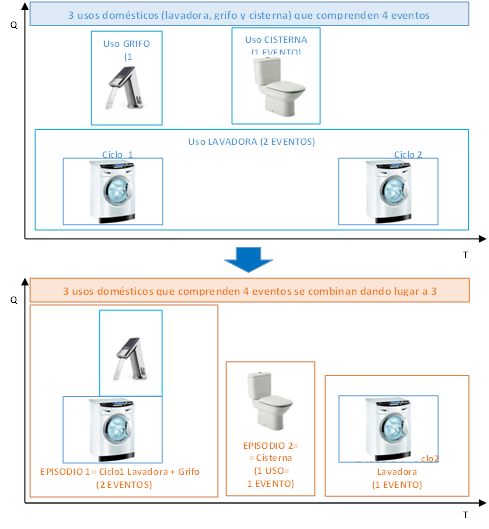 3 usos domésticos (lavadora, grifo y cisterna) que comprenden 4 eventos
Q
Uso GRIFO
(1
Uso CISTERNA
(1 EVENTO)
Uso LAVADORA (2 EVENTOS)
Ciclo 1
Ciclo 2
T
3 usos domésticos que comprenden 4 eventos se combinan dando lugar a 3
Q
EPISODIO 1= Ciclo1 Lavadora + Grifo
(2 EVENTOS)
EPISODIO 2=
= Cisterna
(1 USO=
1 EVENTO)
Lavadora
(1 EVENTO)
T